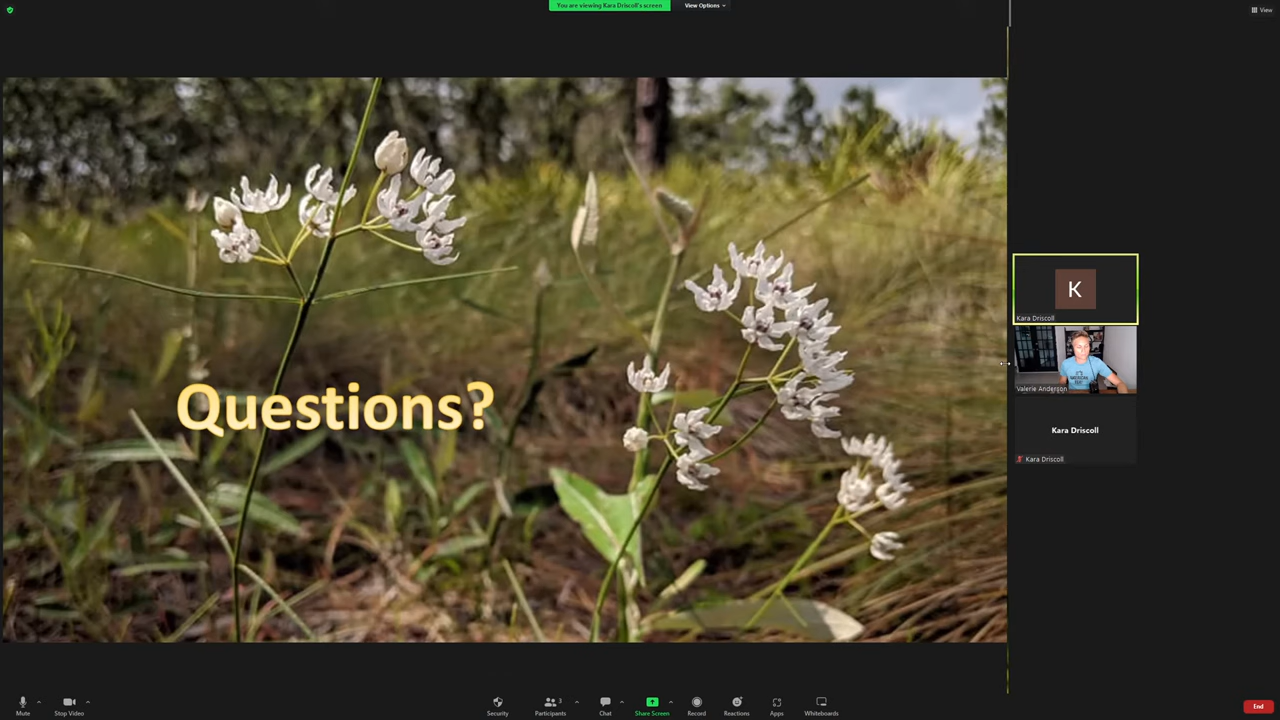 You are viewing Kara Driscoll's screen
View Options
View
Questions?
K
Kara Driscoll
Valerie Anderson
Kara Driscoll
Kara Driscoll
Mute
Stop Video
Security
3
Participants
Chat
Share Screen
Record
Reactions
Apps
Whiteboards
End